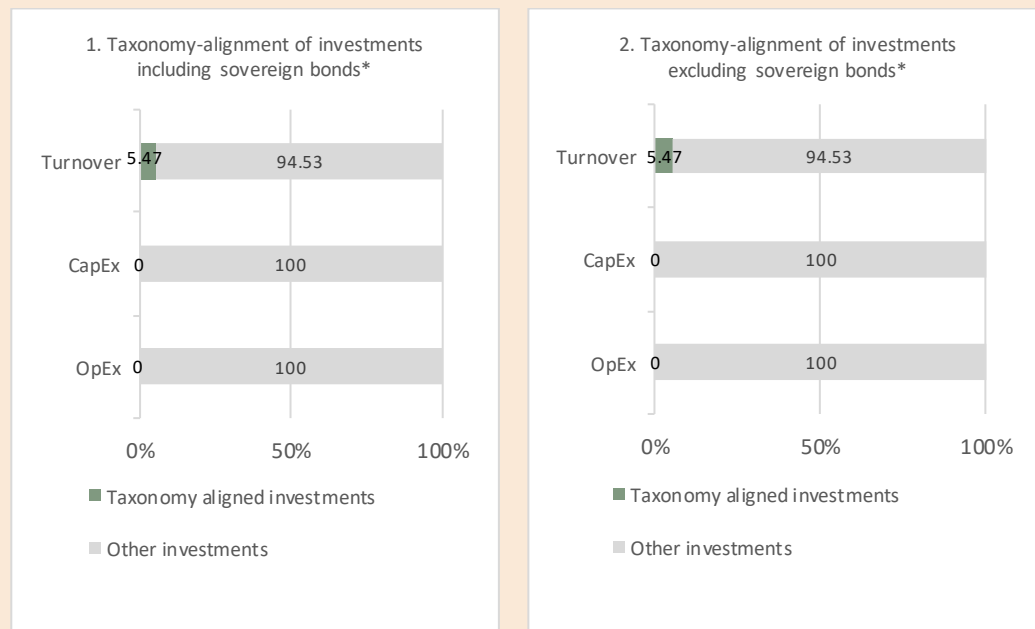 1. Taxonomy-alignment of investments
including sovereign bonds*
Turnover 5.47 94.53
CapEx 0 100
OpEx 0 100
0% 50% 100%
Taxonomy aligned investments
Other investments
2. Taxonomy-alignment of investments
excluding sovereign bonds*
Turnover 5.47 94.53
CapEx 0 100
OpEx 0 100
0% 50% 100%
Taxonomy aligned investments
Other investments